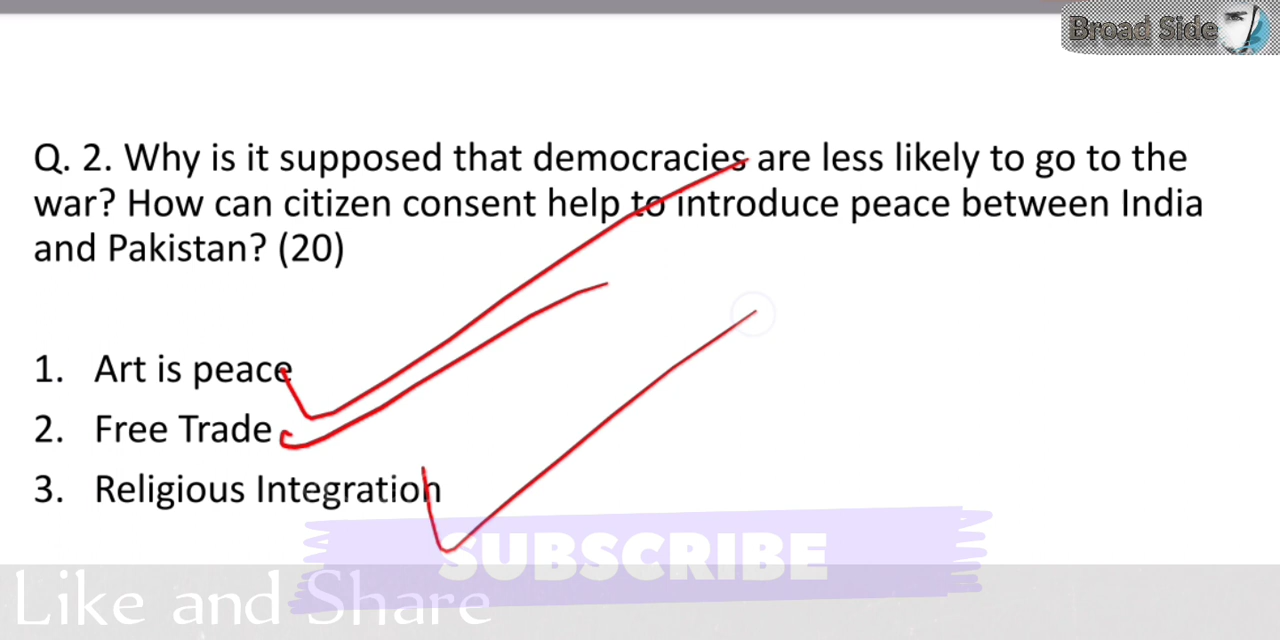 Broad Side
Q. 2. Why is it supposed that democracies are less likely to go to the
war? How can citizen consent help to introduce peace between India
and Pakistan? (20)
1. Art is peace
2. Free Trade
3. Religious Integration
SUBSCRIBE
Like and Share